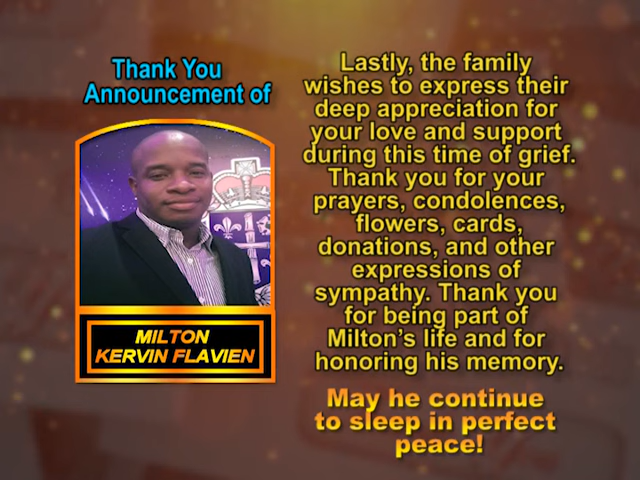 Thank You
Announcement of
MILTON
KERVIN FLAVIEN
Lastly, the family
wishes to express their
deep appreciation for
your love and support
during this time of grief.
Thank you for your
prayers, condolences,
flowers, cards,
donations, and other
expressions of
sympathy. Thank you
for being part of
Milton's life and for
honoring his memory.
May he continue
to sleep in perfect
peace!